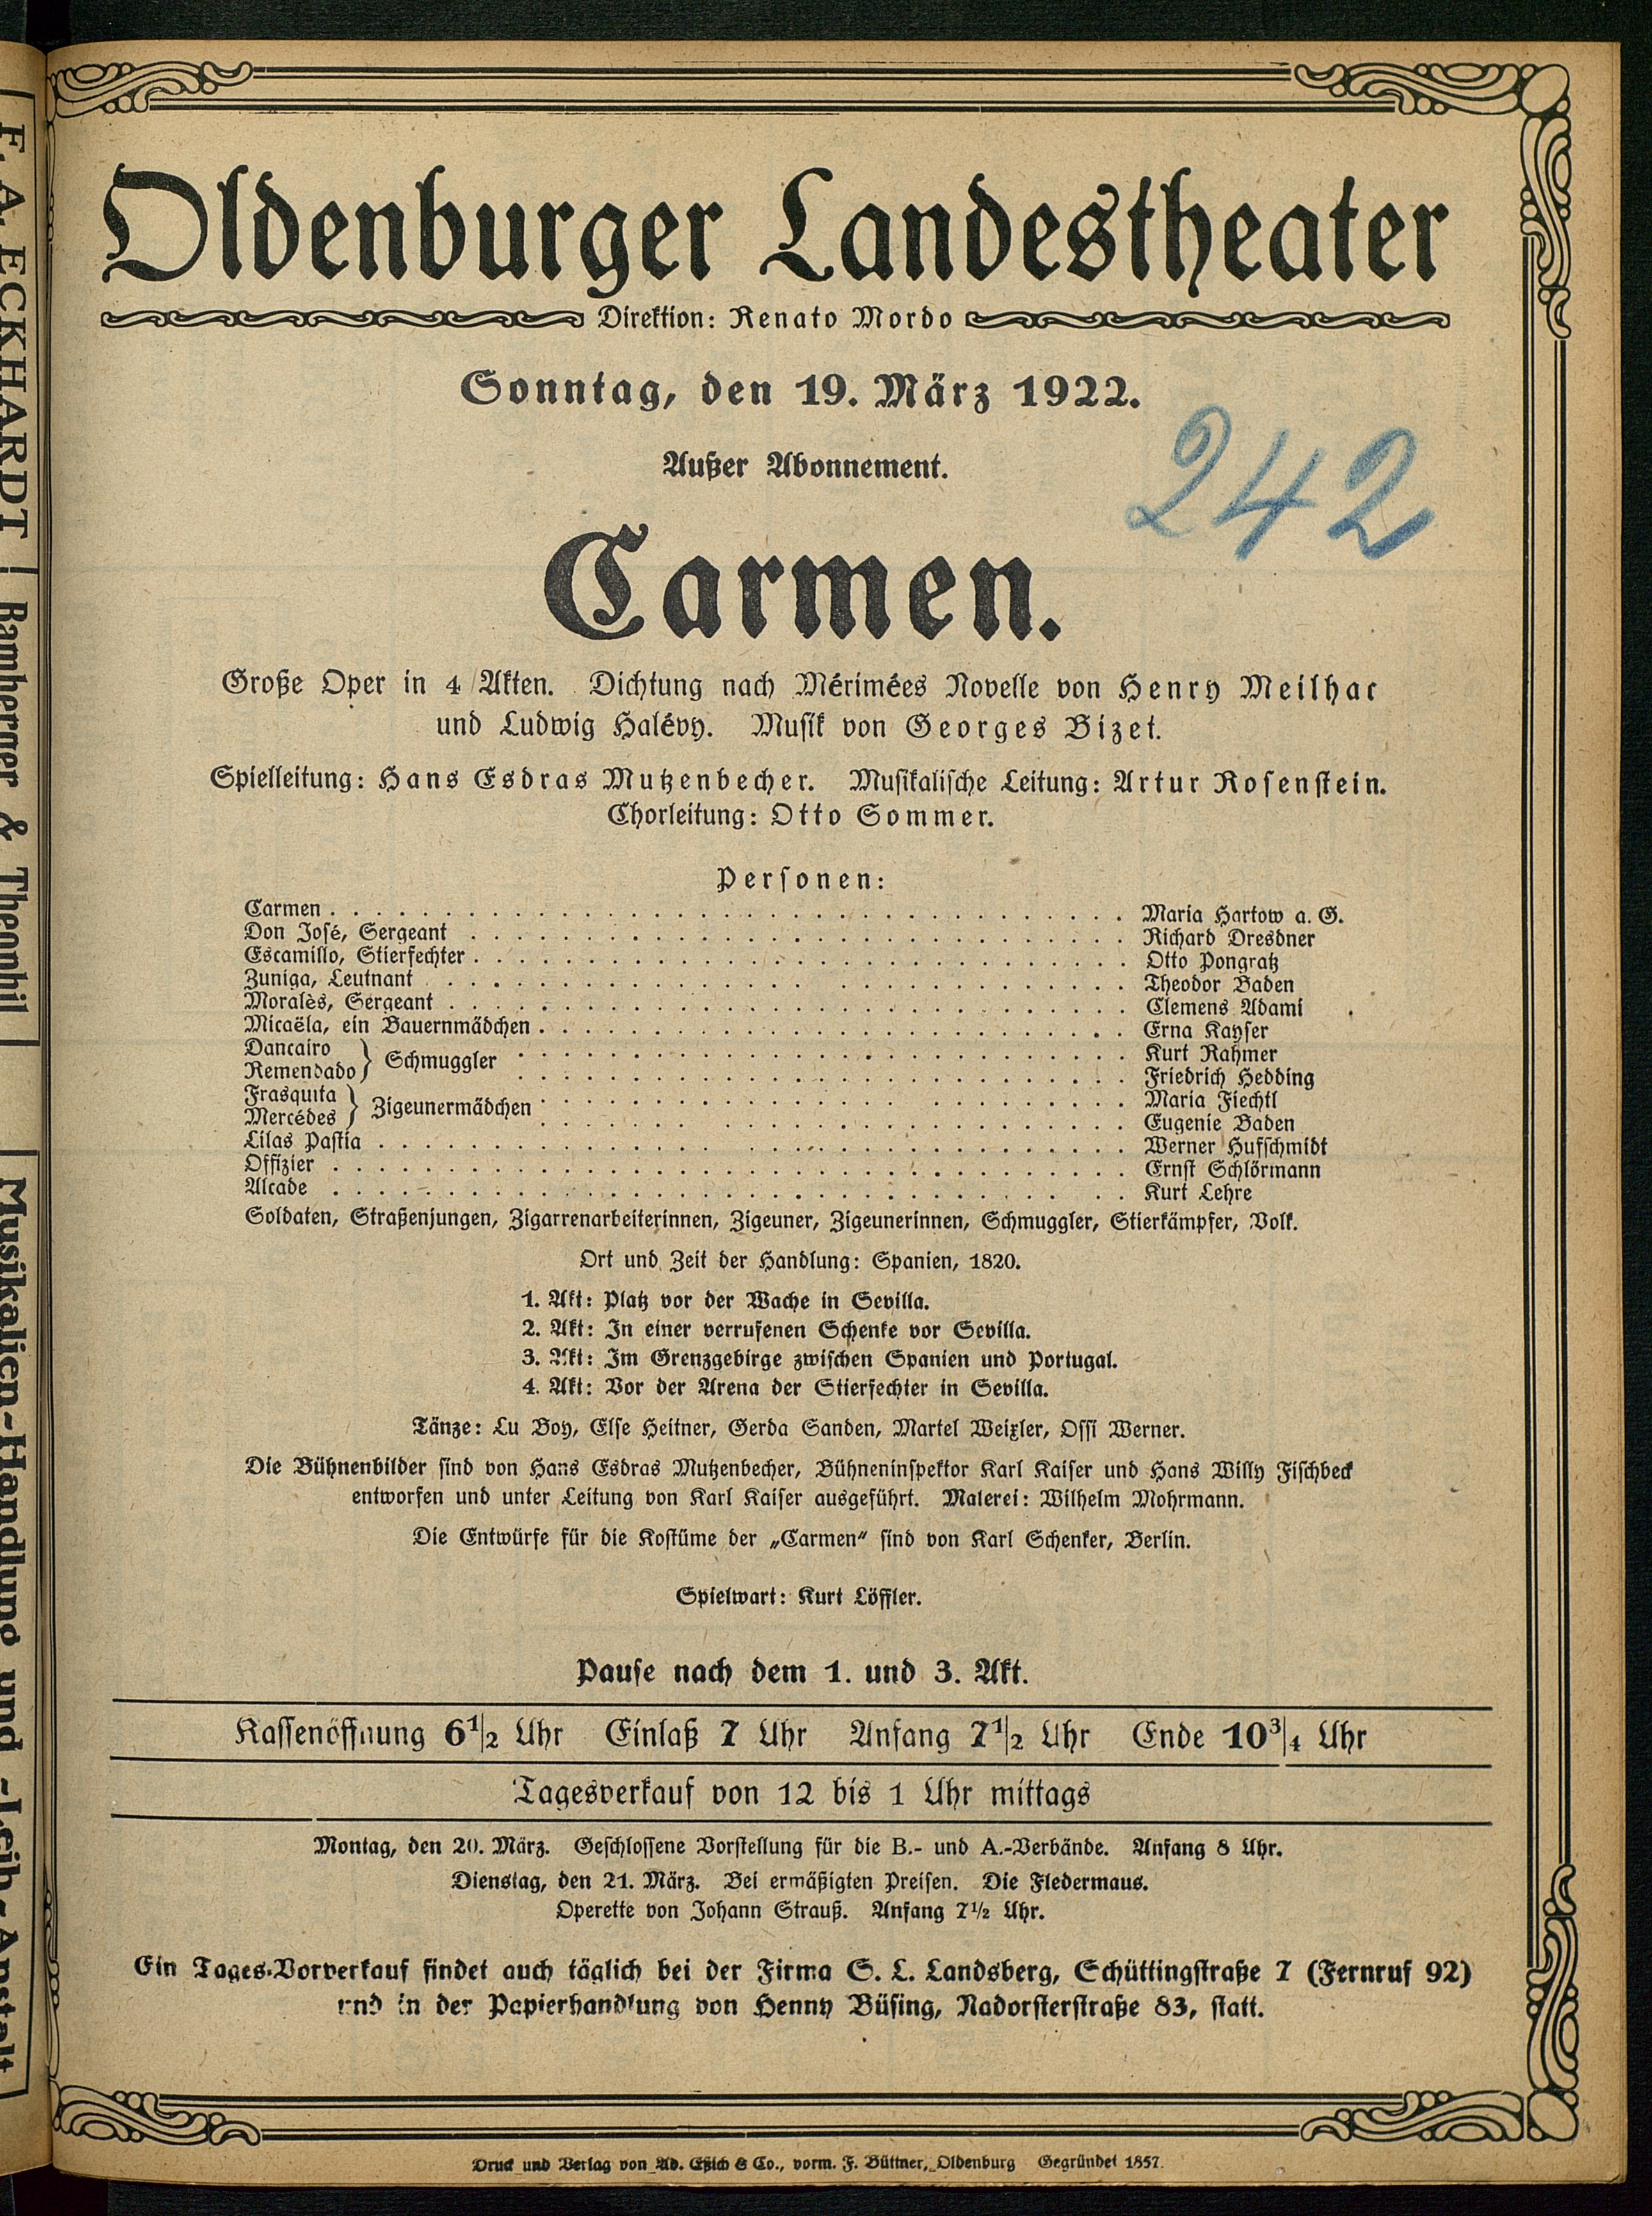 Oldenburger Landestheater
Direktion: Renato Mordo
Sonntag, den 19. März 1922.
Außer Abonnement.
242
Carmen.
Große Oper in 4 Akten. Dichtung nach Mérimées Novelle von Henry Meilhac
und Ludwig Halévy. Musik von Georges Bizet.
Spielleitung: Hans Esdras Mutzenbecher. Musikalische Leitung: Artur Rosenstein.
Chorleitung: Otto Sommer.
Personen:
Carmen . . . . Maria Hartow a. G.
Don José, Sergeant . . . . Richard Dresdner
Escamillo, Stierfechter . . . . Otto Pongratz
Zuniga, Leutnant . . . . Theodor Baden
Moralès, Sergeant . . . . Clemens Adami
Micaëla, ein Bauernmädchen . . . . Erna Kayser
Dancairo } Schmuggler . . . . Kurt Rahmer
Remendado } . . . . Friedrich Hedding
Frasquita } Zigeunermädchen . . . . Maria Fiechtl
Mercédes } . . . . Eugenie Baden
Lilas Pastia . . . . Werner Hufschmidt
Offizier . . . . Ernst Schlörmann
Alcade . . . . Kurt Lehre
Soldaten, Straßenjungen, Zigarrenarbeiterinnen, Zigeuner, Zigeunerinnen, Schmuggler, Stierkämpfer, Volk.
Ort und Zeit der Handlung: Spanien, 1820.
1. Akt: Platz vor der Wache in Sevilla.
2. Akt: In einer verrufenen Schenke vor Sevilla.
3. Akt: Im Grenzgebirge zwischen Spanien und Portugal.
4. Akt: Vor der Arena der Stierfechter in Sevilla.
Tänze: Lu Boy, Else Heitner, Gerda Sanden, Martel Weixler, Ossi Werner.
Die Bühnenbilder sind von Hans Esdras Mutzenbecher, Bühneninspektor Karl Kaiser und Hans Willy Fischbeck
entworfen und unter Leitung von Karl Kaiser ausgeführt. Malerei: Wilhelm Mohrmann.
Die Entwürfe für die Kostüme der „Carmen“ sind von Karl Schenker, Berlin.
Spielwart: Kurt Löffler.
Pause nach dem 1. und 3. Akt.
Kassenöffnung 6 1/2 Uhr Einlaß 7 Uhr Anfang 7 1/2 Uhr Ende 10 3/4 Uhr
Tagesverkauf von 12 bis 1 Uhr mittags
Montag, den 20. März. Geschlossene Vorstellung für die B.- und A.-Verbände. Anfang 8 Uhr.
Dienstag, den 21. März. Bei ermäßigten Preisen. Die Fledermaus.
Operette von Johann Strauß. Anfang 7 1/2 Uhr.
Ein Tages-Vorverkauf findet auch täglich bei der Firma S. L. Landsberg, Schüttingstraße 7 (Fernruf 92)
und in der Papierhandlung von Henny Büsing, Nadorsterstraße 83, statt.
Druck und Verlag von Ad. Eßich & Co., vorm. F. Büttner, Oldenburg Gegründet 1857.
F. A. ECKHARDT
Bamberger & Theophil
Musikalien-Handlung und -Leih-Anstalt